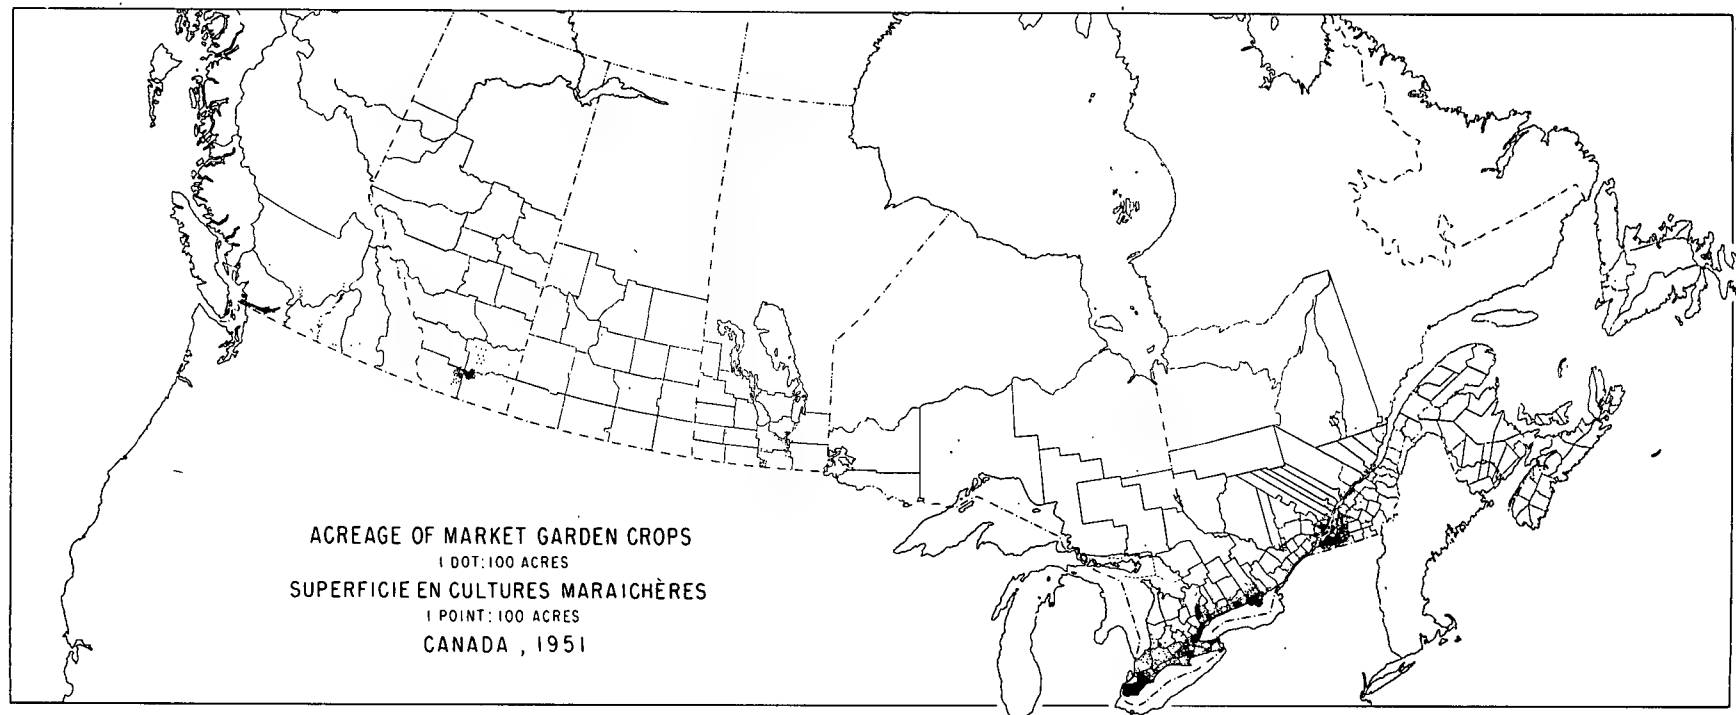 ACREAGE OF MARKET GARDEN CROPS
1 DOT: 100 ACRES
SUPERFICIE EN CULTURES MARAICHÈRES
1 POINT: 100 ACRES
CANADA, 1951